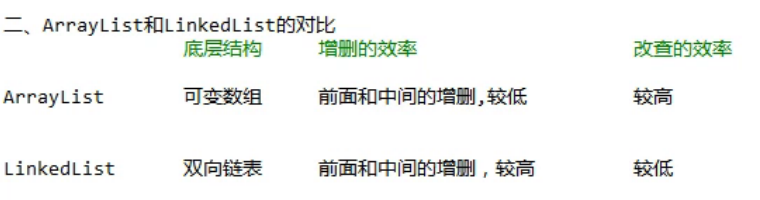 二、ArrayList和LinkedList的对比
底层结构 增删的效率 改查的效率
ArrayList 可变数组 前面和中间的增删,较低 较高
LinkedList 双向链表 前面和中间的增删，较高 较低